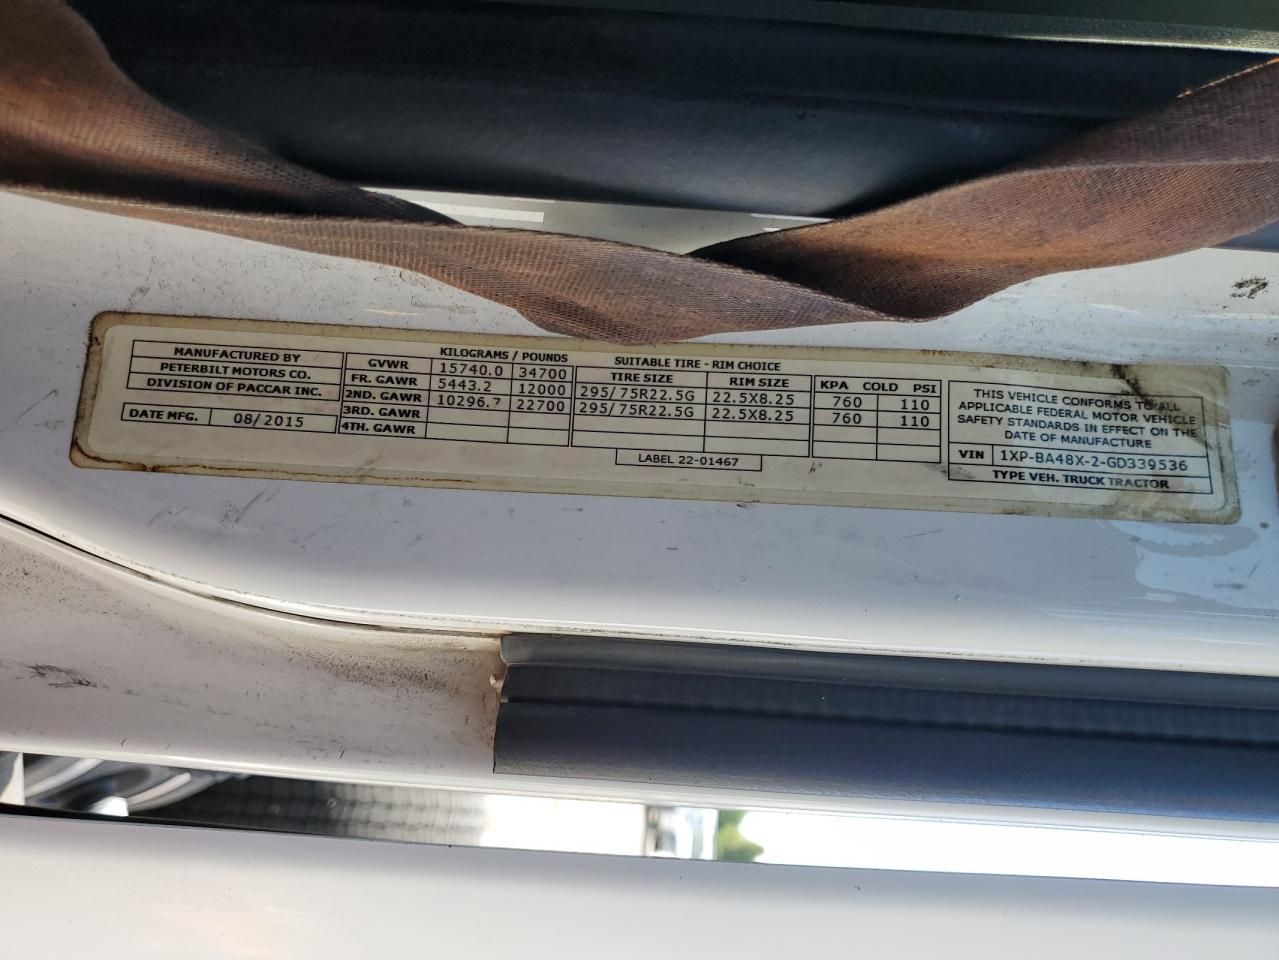 MANUFACTURED BY
PETERBILT MOTORS CO.
DIVISION OF PACCAR INC.
DATE MFG. 08/2015
KILOGRAMS / POUNDS
GVWR 15740.0 34700
FR. GAWR 5443.2 12000
2ND. GAWR 10296.7 22700
3RD. GAWR
4TH. GAWR
SUITABLE TIRE - RIM CHOICE
TIRE SIZE RIM SIZE
295/75R22.5G 22.5X8.25
295/75R22.5G 22.5X8.25
KPA COLD PSI
760 110
760 110
LABEL 22-01467
THIS VEHICLE CONFORMS TO ALL
APPLICABLE FEDERAL MOTOR VEHICLE
SAFETY STANDARDS IN EFFECT ON THE
DATE OF MANUFACTURE
VIN 1XP-BA48X-2-GD339536
TYPE VEH. TRUCK TRACTOR